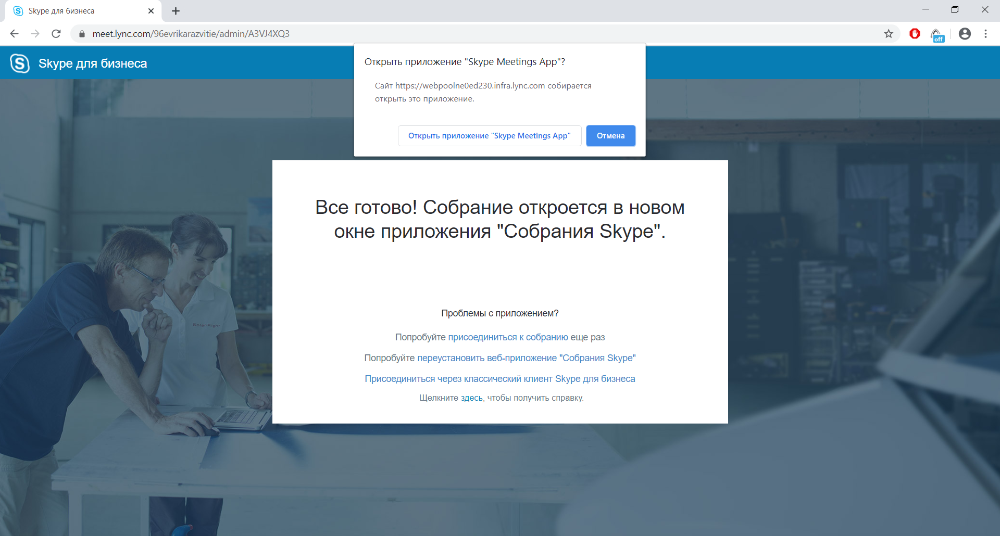 Skype для бизнеса
meet.lync.com/96evrikarazvitie/admin/A3VJ4XQ3
off
Skype для бизнеса
Открыть приложение "Skype Meetings App"?
Сайт https://webpoolne0ed230.infra.lync.com собирается
открыть это приложение.
Открыть приложение "Skype Meetings App"
Отмена
Все готово! Собрание откроется в новом
окне приложения "Собрания Skype".
Проблемы с приложением?
Попробуйте присоединиться к собранию еще раз
Попробуйте переустановить веб-приложение "Собрания Skype"
Присоединиться через классический клиент Skype для бизнеса
Щелкните здесь, чтобы получить справку.
SolerFlight